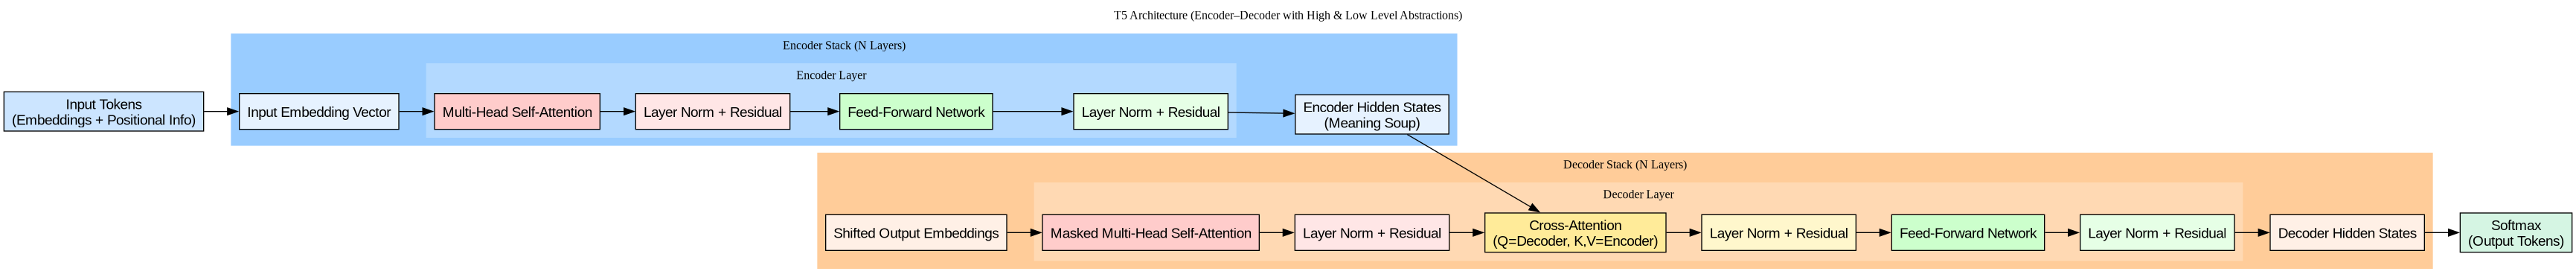 T5 Architecture (Encoder–Decoder with High & Low Level Abstractions)
Encoder Stack (N Layers)
Encoder Layer
Input Tokens
(Embeddings + Positional Info)
Input Embedding Vector
Multi-Head Self-Attention
Layer Norm + Residual
Feed-Forward Network
Layer Norm + Residual
Encoder Hidden States
(Meaning Soup)
Decoder Stack (N Layers)
Decoder Layer
Shifted Output Embeddings
Masked Multi-Head Self-Attention
Layer Norm + Residual
Cross-Attention
(Q=Decoder, K,V=Encoder)
Layer Norm + Residual
Feed-Forward Network
Layer Norm + Residual
Decoder Hidden States
Softmax
(Output Tokens)